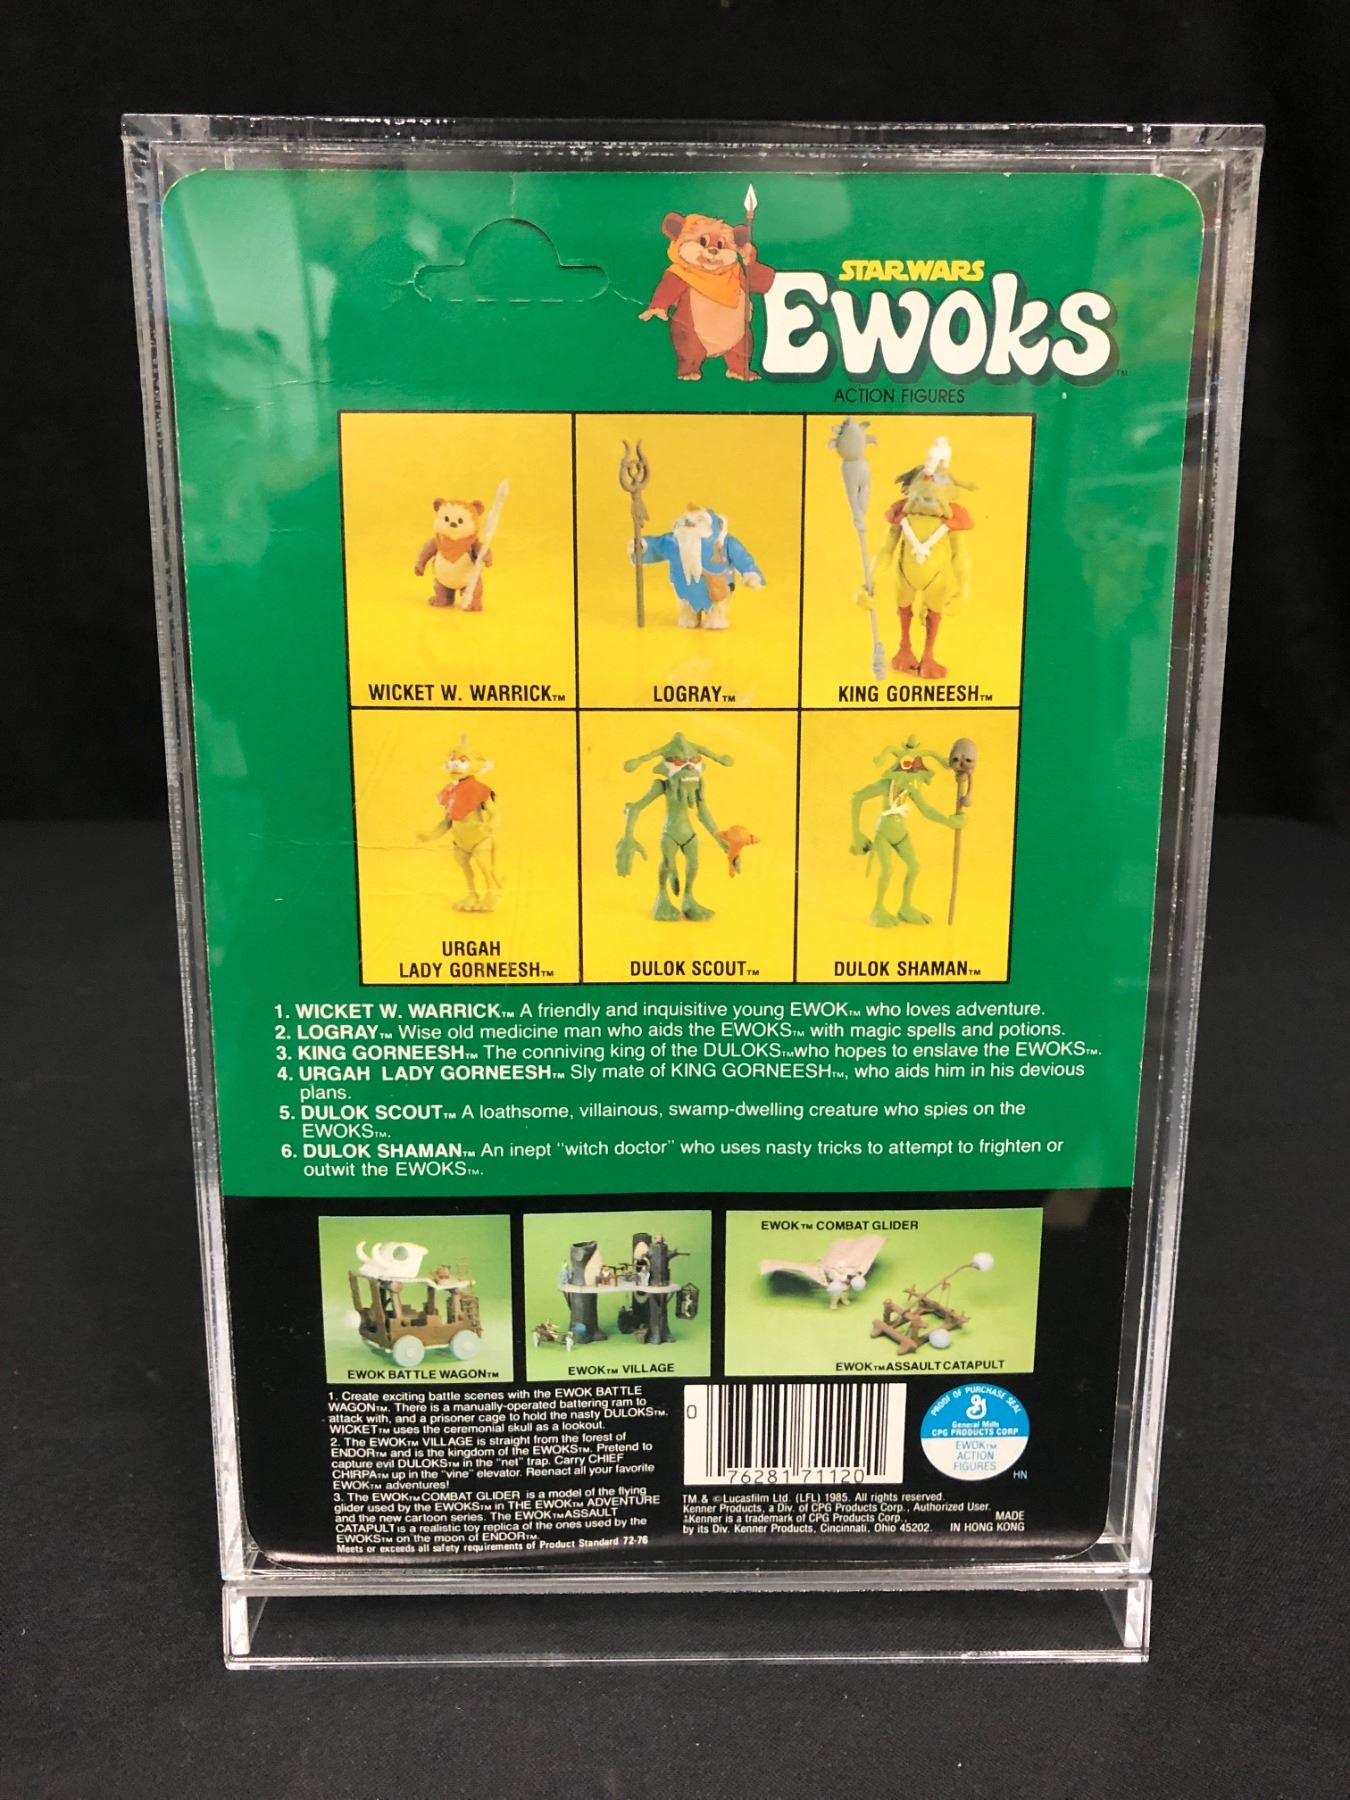 STAR WARS
Ewoks™
ACTION FIGURES
WICKET W. WARRICK™
LOGRAY™
KING GORNEESH™
URGAH
LADY GORNEESH™
DULOK SCOUT™
DULOK SHAMAN™
1. WICKET W. WARRICK™ A friendly and inquisitive young EWOK™ who loves adventure.
2. LOGRAY™ Wise old medicine man who aids the EWOKS™ with magic spells and potions.
3. KING GORNEESH™ The conniving king of the DULOKS™ who hopes to enslave the EWOKS™.
4. URGAH LADY GORNEESH™ Sly mate of KING GORNEESH™, who aids him in his devious
plans.
5. DULOK SCOUT™ A loathsome, villainous, swamp-dwelling creature who spies on the
EWOKS™.
6. DULOK SHAMAN™ An inept "witch doctor" who uses nasty tricks to attempt to frighten or
outwit the EWOKS™.
EWOK BATTLE WAGON™
EWOK™ VILLAGE
EWOK™ COMBAT GLIDER
EWOK™ ASSAULT CATAPULT
1. Create exciting battle scenes with the EWOK BATTLE
WAGON™. There is a manually-operated battering ram to
attack with, and a prisoner cage to hold the nasty DULOKS™.
WICKET™ uses the ceremonial skull as a lookout.
2. The EWOK™ VILLAGE is straight from the forest of
ENDOR™ and is the kingdom of the EWOKS™. Pretend to
capture evil DULOKS™ in the "net" trap. Carry CHIEF
CHIRPA™ up in the "vine" elevator. Reenact all your favorite
EWOK™ adventures!
3. The EWOK™ COMBAT GLIDER is a model of the flying
glider used by the EWOKS™ in THE EWOK™ ADVENTURE
and the new cartoon series. The EWOK™ ASSAULT
CATAPULT is a realistic toy replica of the ones used by the
EWOKS™ on the moon of ENDOR™.
Meets or exceeds all safety requirements of Product Standard 72-76
0
76281 71120
PROOF OF PURCHASE SEAL
General Mills
CPG PRODUCTS CORP
EWOK™
ACTION
FIGURES
HN
TM. & © Lucasfilm Ltd. (LFL) 1985. All rights reserved.
Kenner Products, a Div. of CPG Products Corp., Authorized User.
Kenner is a trademark of CPG Products Corp.,
by its Div. Kenner Products, Cincinnati, Ohio 45202.
MADE
IN HONG KONG